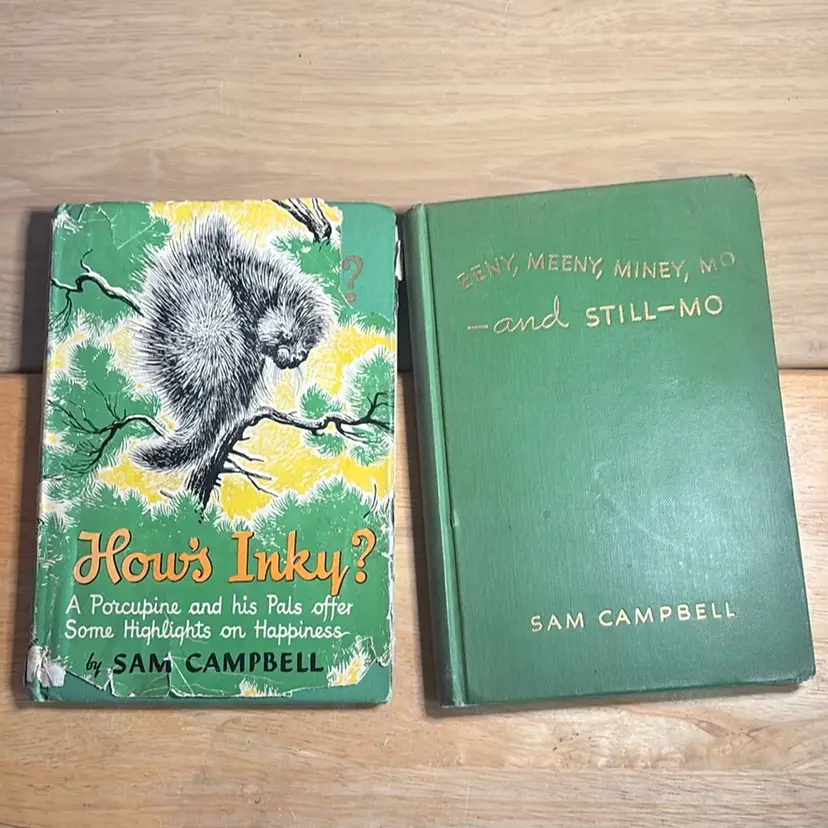 ?
How's Inky?
A Porcupine and his Pals offer
Some Highlights on Happiness
by SAM CAMPBELL
EENY, MEENY, MINEY, MO
—and STILL—MO
SAM CAMPBELL